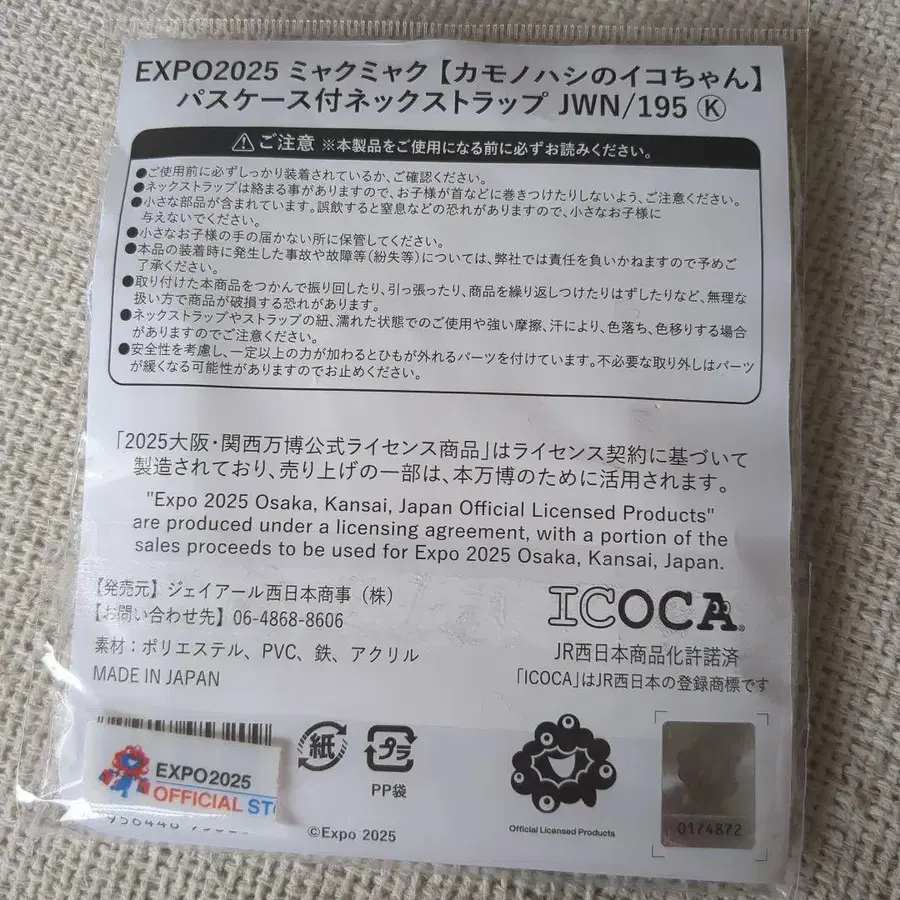 EXPO2025 ミャクミャク【カモノハシのイコちゃん】
パスケース付ネックストラップ JWN/195 Ⓚ
⚠ご注意 ※本製品をご使用になる前に必ずお読みください。
●ご使用前に必ずしっかり装着されているか、ご確認ください。
●ネックストラップは絡まる事がありますので、お子様が首などに巻きつけたりしないよう、ご注意ください。
●小さな部品が含まれています。誤飲すると窒息などの恐れがありますので、小さなお子様に
与えないでください。
●小さなお子様の手の届かない所に保管してください。
●本品の装着時に発生した事故や故障等(紛失等)については、弊社では責任を負いかねますので予めご
了承ください。
●取り付けた本商品をつかんで振り回したり、引っ張ったり、商品を繰り返しつけたりはずしたりなど、無理な
扱い方で商品が破損する恐れがあります。
●ネックストラップやストラップの紐、濡れた状態でのご使用や強い摩擦、汗により、色落ち、色移りする場合
がありますのでご注意ください。
●安全性を考慮し、一定以上の力が加わるとひもが外れるパーツを付けています。不必要な取り外しはパーツ
が緩くなる可能性がありますのでお止めください。
「2025大阪・関西万博公式ライセンス商品」はライセンス契約に基づいて
製造されており、売り上げの一部は、本万博のために活用されます。
"Expo 2025 Osaka, Kansai, Japan Official Licensed Products"
are produced under a licensing agreement, with a portion of the
sales proceeds to be used for Expo 2025 Osaka, Kansai, Japan.
【発売元】ジェイアール西日本商事（株）
【お問い合わせ先】06-4868-8606
素材：ポリエステル、PVC、鉄、アクリル
MADE IN JAPAN
ICOCA®
JR西日本商品化許諾済
「ICOCA」はJR西日本の登録商標です
EXPO2025
OFFICIAL STO
紙
プラ
PP袋
©Expo 2025
Official Licensed Products
0174872